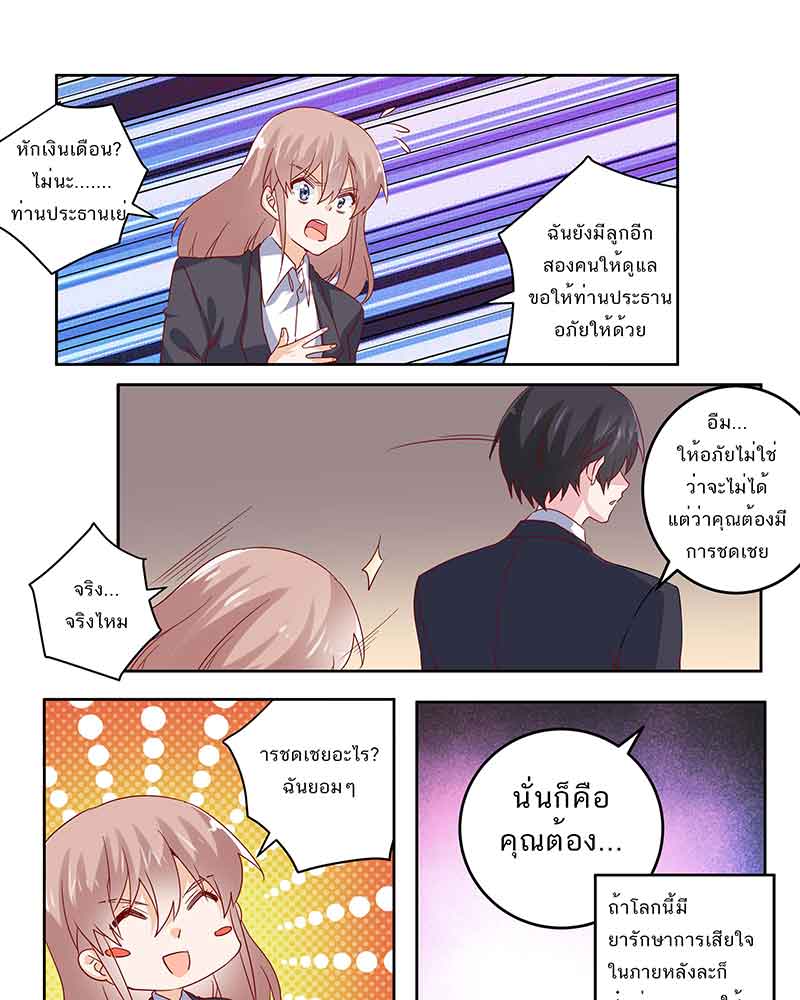 หักเงินเดือน?
ไม่นะ.......
ท่านประธานเย่
ฉันยังมีลูกอีก
สองคนให้ดูแล
ขอให้ท่านประธาน
อภัยให้ด้วย
อืม...
ให้อภัยไม่ใช่
ว่าจะไม่ได้
แต่ว่าคุณต้องมี
การชดเชย
จริง...
จริงไหม
ารชดเชยอะไร?
ฉันยอมๆ
นั่นก็คือ
คุณต้อง...
ถ้าโลกนี้มี
ยารักษาการเสียใจ
ในภายหลังละก็